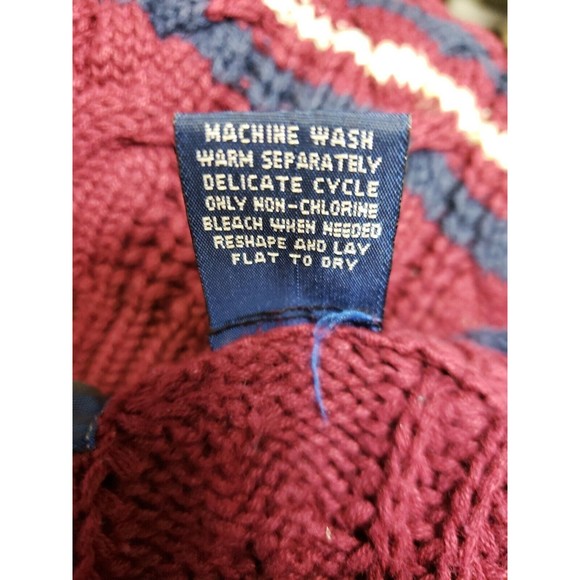 MACHINE WASH
WARM SEPARATELY
DELICATE CYCLE
ONLY NON-CHLORINE
BLEACH WHEN NEEDED
RESHAPE AND LAY
FLAT TO DRY